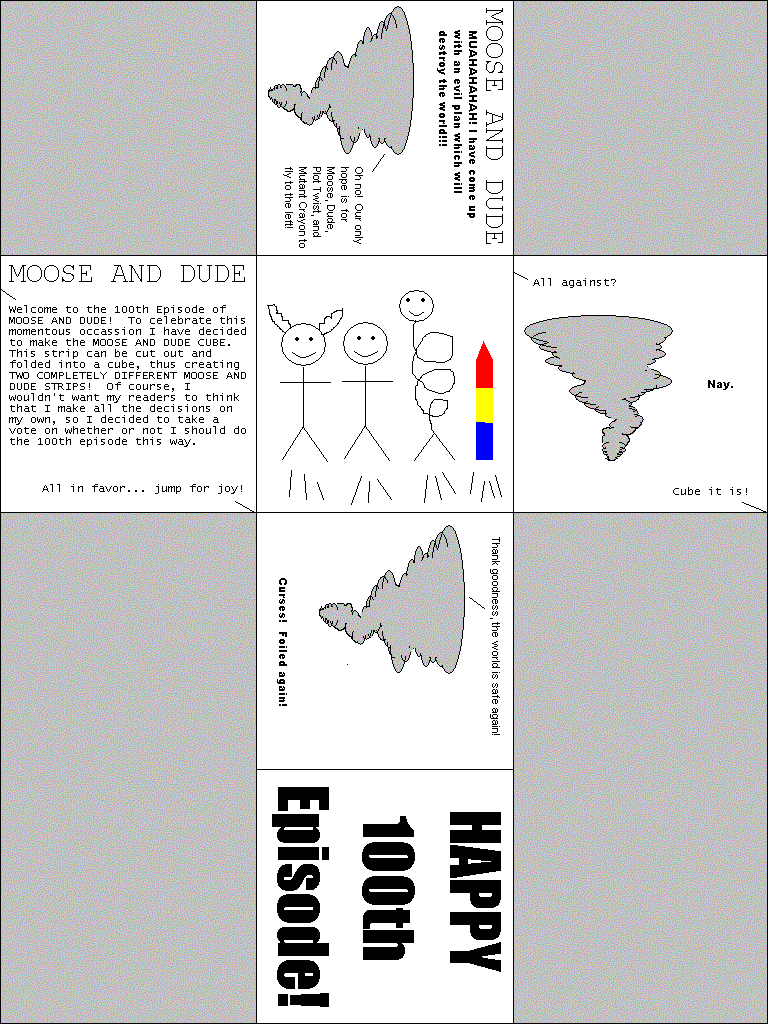 MOOSE AND DUDE
MUAHAHAHAH! I have come up
with an evil plan which will
destroy the world!!!
Oh no! Our only
hope is for
Moose, Dude,
Plot Twist, and
Mutant Crayon to
fly to the left!
MOOSE AND DUDE
Welcome to the 100th Episode of
MOOSE AND DUDE! To celebrate this
momentous occassion I have decided
to make the MOOSE AND DUDE CUBE.
This strip can be cut out and
folded into a cube, thus creating
TWO COMPLETELY DIFFERENT MOOSE AND
DUDE STRIPS! Of course, I
wouldn't want my readers to think
that I make all the decisions on
my own, so I decided to take a
vote on whether or not I should do
the 100th episode this way.
All in favor... jump for joy!
All against?
Nay.
Cube it is!
Thank goodness, the world is safe again!
Curses! Foiled again!
HAPPY
100th
Episode!